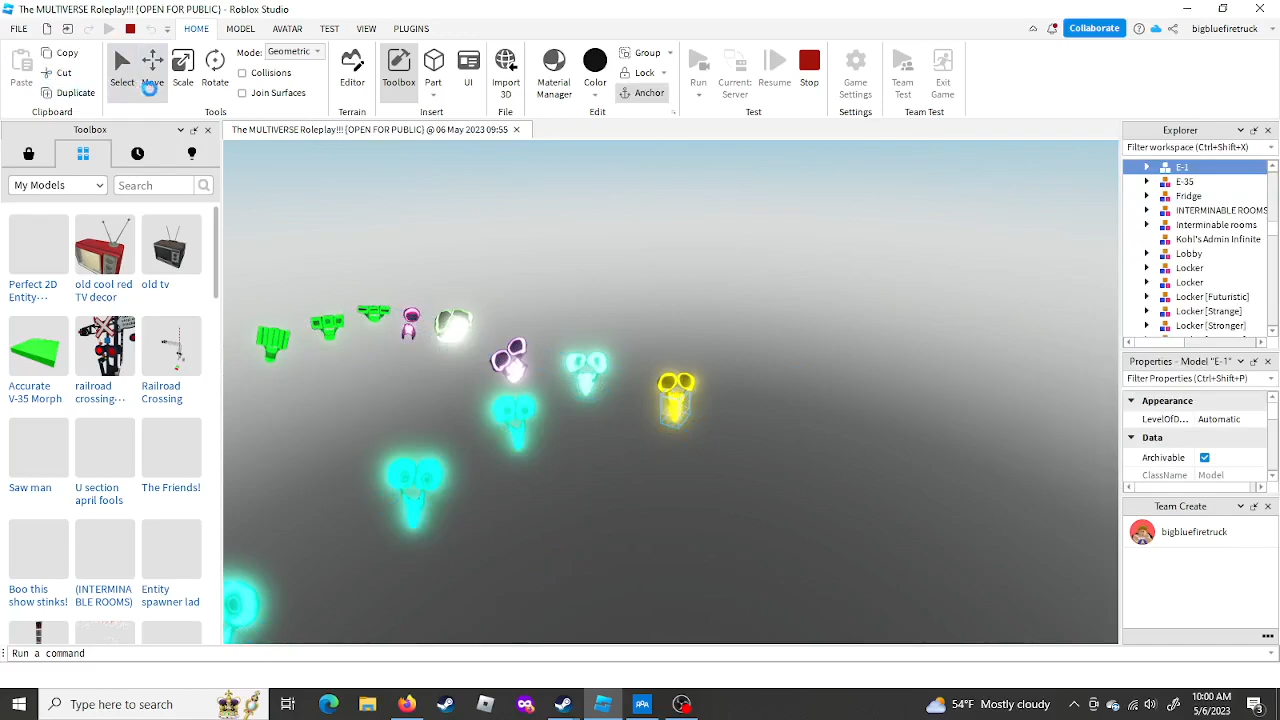 The MULTIVERSE Roleplay!!! {OPEN FOR PUBLIC} - Roblox Studio
FILE HOME MODEL AVATAR TEST VIEW PLUGINS Collaborate bigbluefiretruck
Paste Copy Cut Duplicate Select Move Scale Rotate Mode: Geometric Collisions Join Surfaces Editor Toolbox Part UI Import 3D Material Manager Color Group Lock Anchor Run Current: Server Resume Stop Game Settings Team Test Exit Game
Clipboard Tools Terrain Insert File Edit Test Settings Team Test
Toolbox
The MULTIVERSE Roleplay!!! {OPEN FOR PUBLIC} @ 06 May 2023 09:55
My Models Search
Perfect 2D Entity···
old cool red TV decor
old tv
Accurate V-35 Morph
railroad crossing···
Railroad Crossing
Saw man
U section april fools
The Friends!
Boo this show stinks!
(INTERMINA BLE ROOMS)
Entity spawner lad
Explorer
Filter workspace (Ctrl+Shift+X)
E-1
E-35
Fridge
INTERMINABLE ROOMS
Interminable rooms
Kohl's Admin Infinite
Lobby
Locker
Locker
Locker [Futuristic]
Locker [Strange]
Locker [Stronger]
Properties - Model "E-1"
Filter Properties (Ctrl+Shift+P)
Appearance
LevelOfD... Automatic
Data
Archivable
ClassName Model
Team Create
bigbluefiretruck
Run a command
Type here to search
54°F Mostly cloudy
10:00 AM
5/6/2023